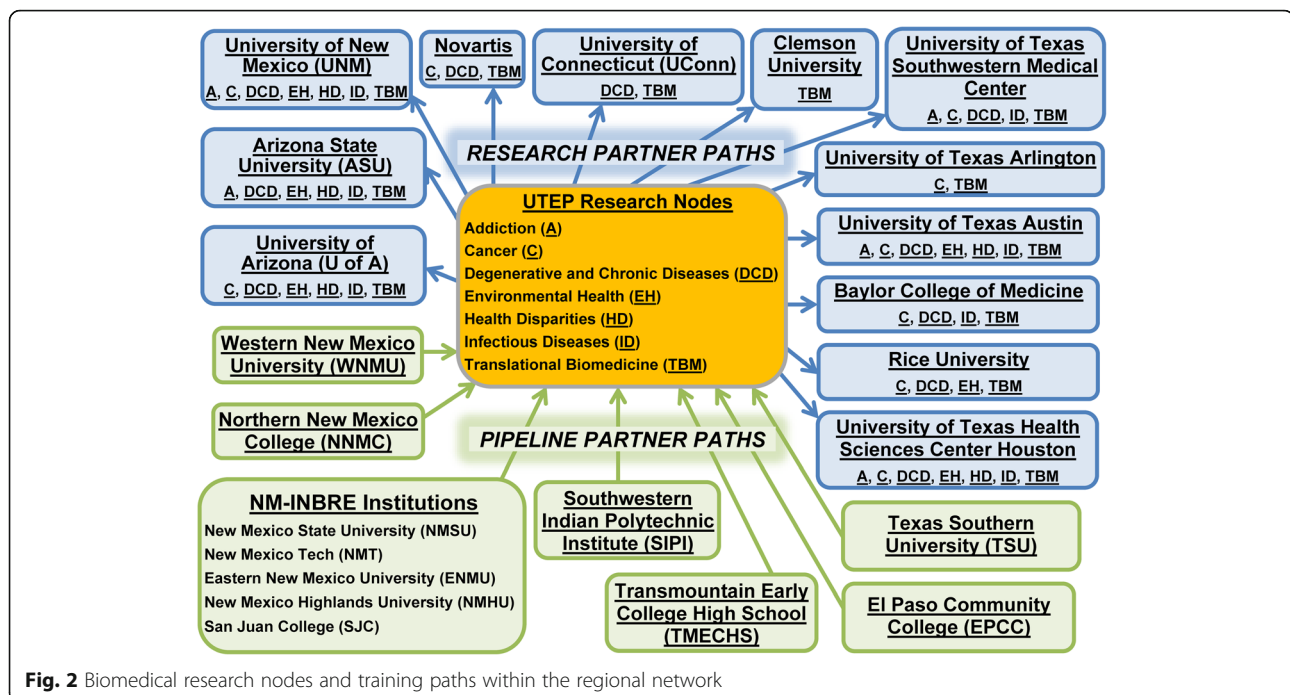 University of New
Mexico (UNM)
A, C, DCD, EH, HD, ID, TBM
Novartis
C, DCD, TBM
University of
Connecticut (UConn)
DCD, TBM
Clemson
University
TBM
University of Texas
Southwestern Medical
Center
A, C, DCD, ID, TBM
Arizona State
University (ASU)
A, DCD, EH, HD, ID, TBM
RESEARCH PARTNER PATHS
University of Texas Arlington
C, TBM
University of
Arizona (U of A)
C, DCD, EH, HD, ID, TBM
UTEP Research Nodes
Addiction (A)
Cancer (C)
Degenerative and Chronic Diseases (DCD)
Environmental Health (EH)
Health Disparities (HD)
Infectious Diseases (ID)
Translational Biomedicine (TBM)
University of Texas Austin
A, C, DCD, EH, HD, ID, TBM
Baylor College of Medicine
C, DCD, ID, TBM
Rice University
C, DCD, EH, TBM
University of Texas Health
Sciences Center Houston
A, C, DCD, EH, HD, ID, TBM
Western New Mexico
University (WNMU)
Northern New Mexico
College (NNMC)
PIPELINE PARTNER PATHS
NM-INBRE Institutions
New Mexico State University (NMSU)
New Mexico Tech (NMT)
Eastern New Mexico University (ENMU)
New Mexico Highlands University (NMHU)
San Juan College (SJC)
Southwestern
Indian Polytechnic
Institute (SIPI)
Transmountain Early
College High School
(TMECHS)
Texas Southern
University (TSU)
El Paso Community
College (EPCC)
Fig. 2 Biomedical research nodes and training paths within the regional network